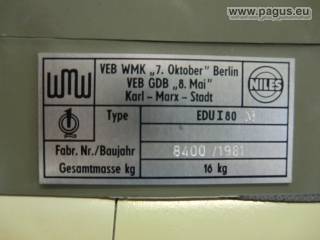 www.pagus.eu
WMW
VEB WMK „7. Oktober" Berlin
VEB GDB „8. Mai"
Karl - Marx - Stadt
NILES
1
Type EDU I 80
Fabr. Nr./Baujahr 8400 /1981
Gesamtmasse kg 16 kg